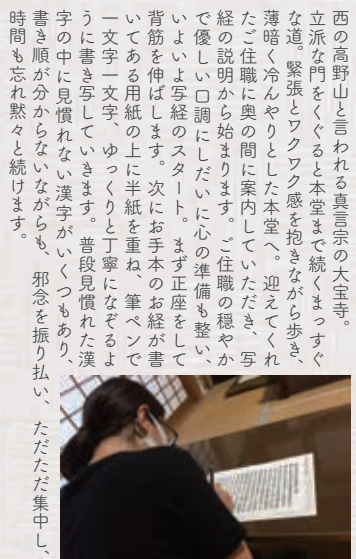 西の高野山と言われる真言宗の大宝寺。
立派な門をくぐると本堂まで続くまっすぐ
な道。緊張とワクワク感を抱きながら歩き、
薄暗く冷んやりとした本堂へ。迎えてくれ
たご住職に奥の間に案内していただき、写
経の説明から始まります。ご住職の穏やか
で優しい口調にしだいに心の準備も整い、
いよいよ写経のスタート。まず正座をして
背筋を伸ばします。次にお手本のお経が書
いてある用紙の上に半紙を重ね、筆ペンで
一文字一文字、ゆっくりと丁寧になぞるよ
うに書き写していきます。普段見慣れた漢
字の中に見慣れない漢字がいくつもあり、
書き順が分からないながらも、邪念を振り払い、ただただ集中し、
時間も忘れ黙々と続けます。